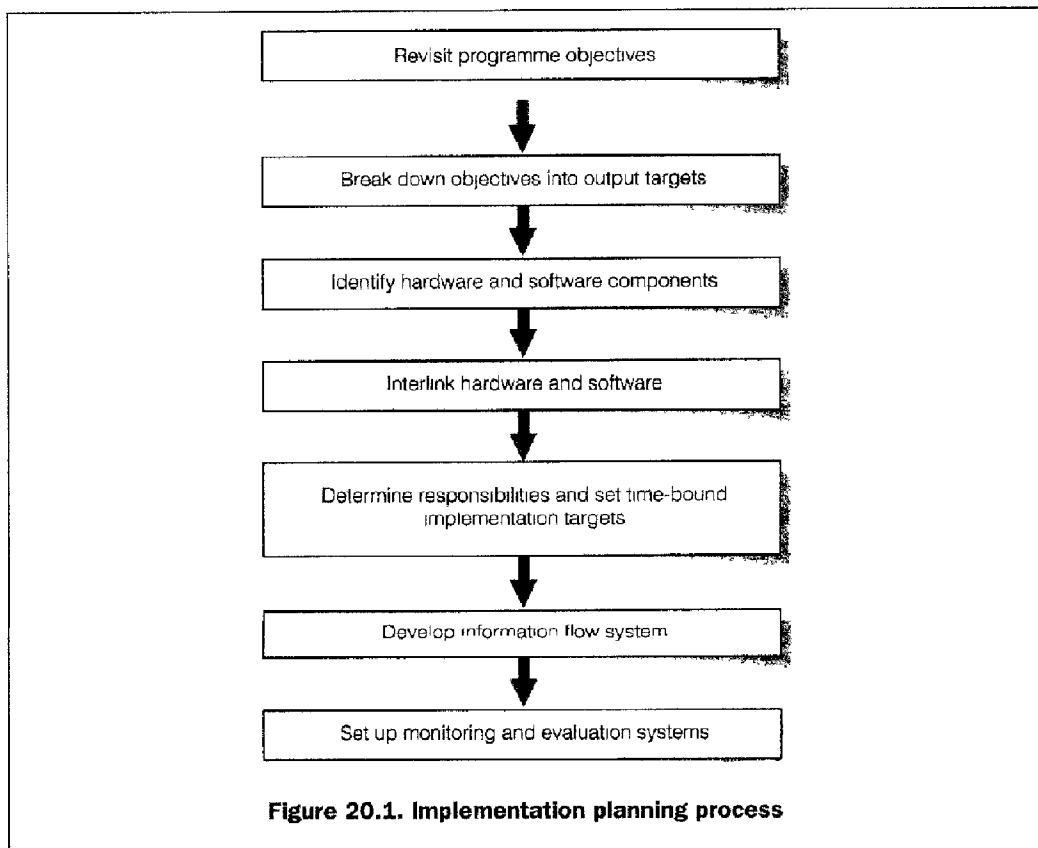 Revisit programme objectives
Break down objectives into output targets
Identify hardware and software components
Interlink hardware and software
Determine responsibilities and set time-bound
implementation targets
Develop information flow system
Set up monitoring and evaluation systems
Figure 20.1. Implementation planning process